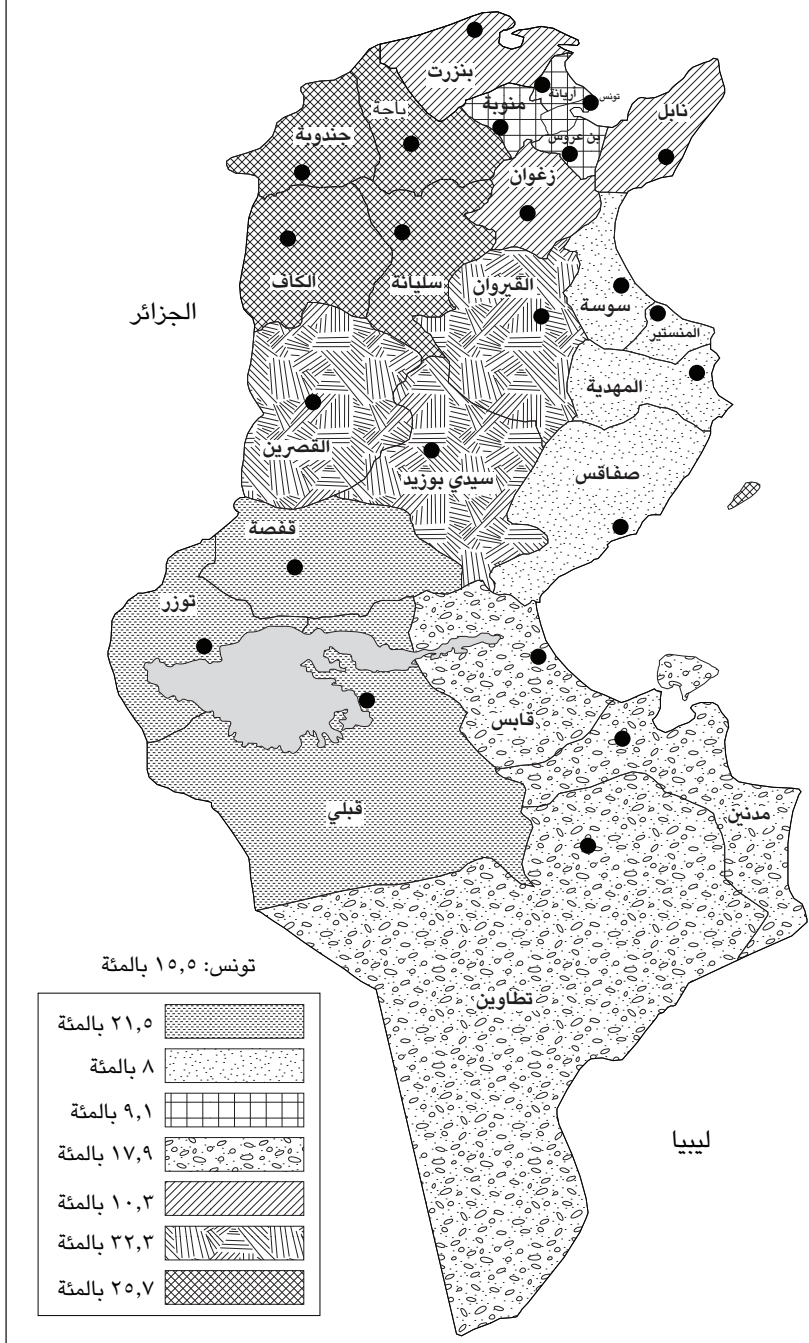 بنزرت
نابل
تونس
اريانة
منوبة
بن عروس
باجة
جندوبة
زغوان
الكاف
سليانة
القيروان
سوسة
المنستير
الجزائر
المهدية
القصرين
سيدي بوزيد
صفاقس
قفصة
توزر
قابس
قبلي
مدنين
تطاوين
ليبيا
تونس: ١٥,٥ بالمئة
٢١,٥ بالمئة
٨ بالمئة
٩,١ بالمئة
١٧,٩ بالمئة
١٠,٣ بالمئة
٣٢,٣ بالمئة
٢٥,٧ بالمئة